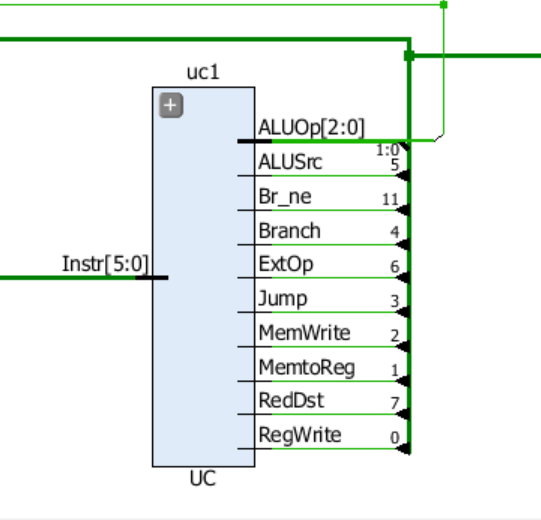 uc1
+
ALUOp[2:0]
1:0
ALUSrc 5
Br_ne 11
Branch 4
Instr[5:0] ExtOp 6
Jump 3
MemWrite 2
MemtoReg 1
RedDst 7
RegWrite 0
UC